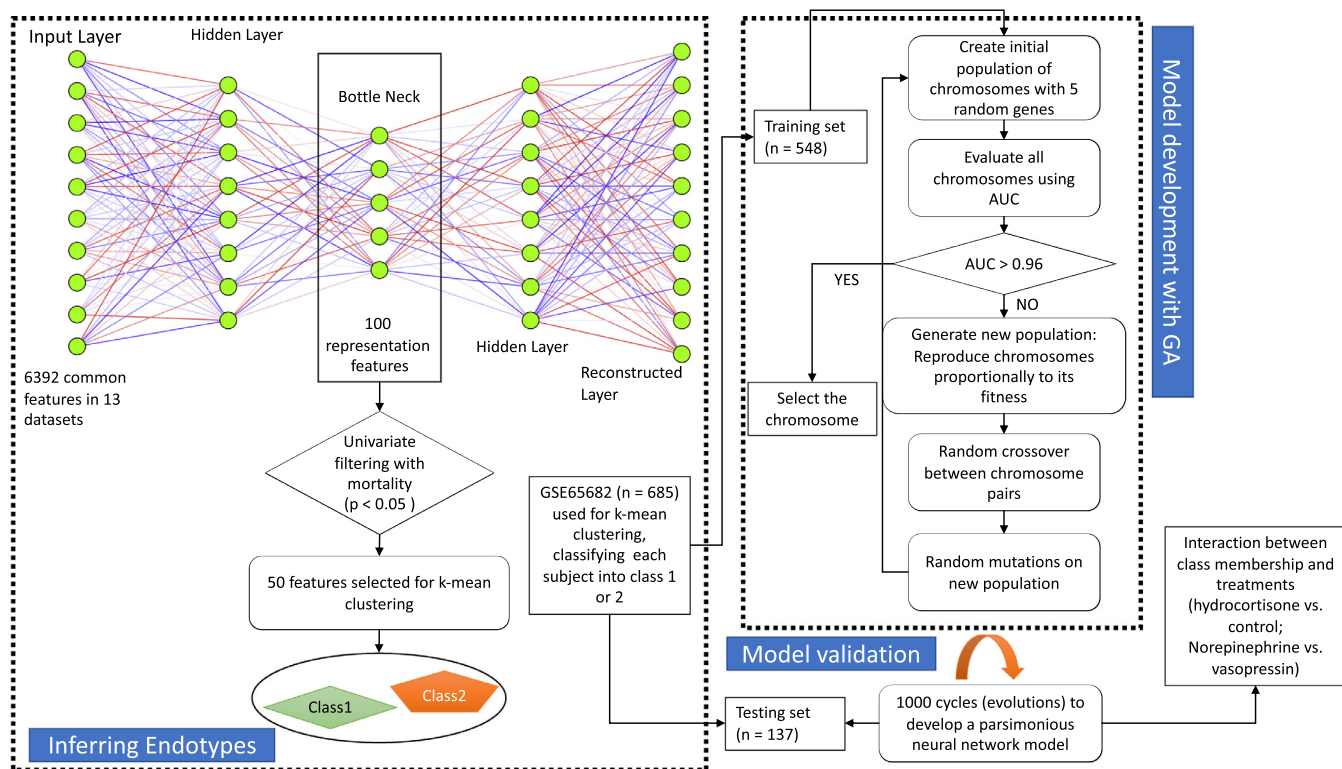 Input Layer
Hidden Layer
Bottle Neck
100
representation
features
Hidden Layer
Reconstructed
Layer
6392 common
features in 13
datasets
Univariate
filtering with
mortality
(p < 0.05 )
50 features selected for k-mean
clustering
Class1
Class2
Inferring Endotypes
GSE65682 (n = 685)
used for k-mean
clustering,
classifying each
subject into class 1
or 2
Training set
(n = 548)
Create initial
population of
chromosomes with 5
random genes
Evaluate all
chromosomes using
AUC
AUC > 0.96
YES
NO
Select the
chromosome
Generate new population:
Reproduce chromosomes
proportionally to its
fitness
Random crossover
between chromosome
pairs
Random mutations on
new population
Model development with GA
Model validation
Testing set
(n = 137)
1000 cycles (evolutions) to
develop a parsimonious
neural network model
Interaction between
class membership and
treatments
(hydrocortisone vs.
control;
Norepinephrine vs.
vasopressin)